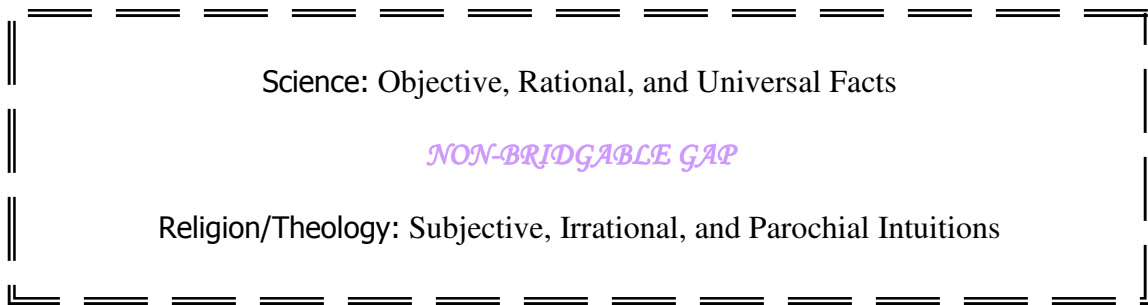 Science: Objective, Rational, and Universal Facts
NON-BRIDGABLE GAP
Religion/Theology: Subjective, Irrational, and Parochial Intuitions